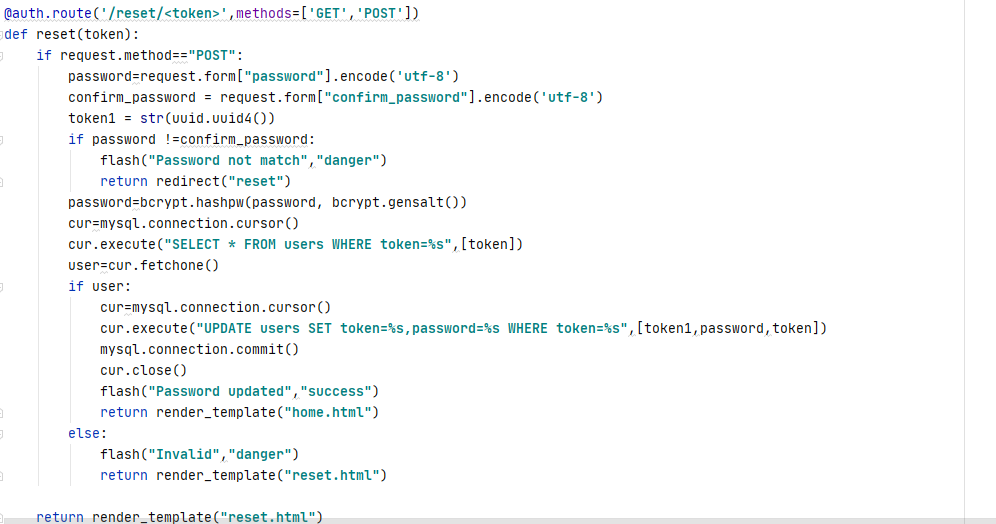 @auth.route('/reset/<token>',methods=['GET','POST'])
def reset(token):
    if request.method=="POST":
        password=request.form["password"].encode('utf-8')
        confirm_password = request.form["confirm_password"].encode('utf-8')
        token1 = str(uuid.uuid4())
        if password !=confirm_password:
            flash("Password not match","danger")
            return redirect("reset")
        password=bcrypt.hashpw(password, bcrypt.gensalt())
        cur=mysql.connection.cursor()
        cur.execute("SELECT * FROM users WHERE token=%s",[token])
        user=cur.fetchone()
        if user:
            cur=mysql.connection.cursor()
            cur.execute("UPDATE users SET token=%s,password=%s WHERE token=%s",[token1,password,token])
            mysql.connection.commit()
            cur.close()
            flash("Password updated","success")
            return render_template("home.html")
        else:
            flash("Invalid","danger")
            return render_template("reset.html")
    return render_template("reset.html")